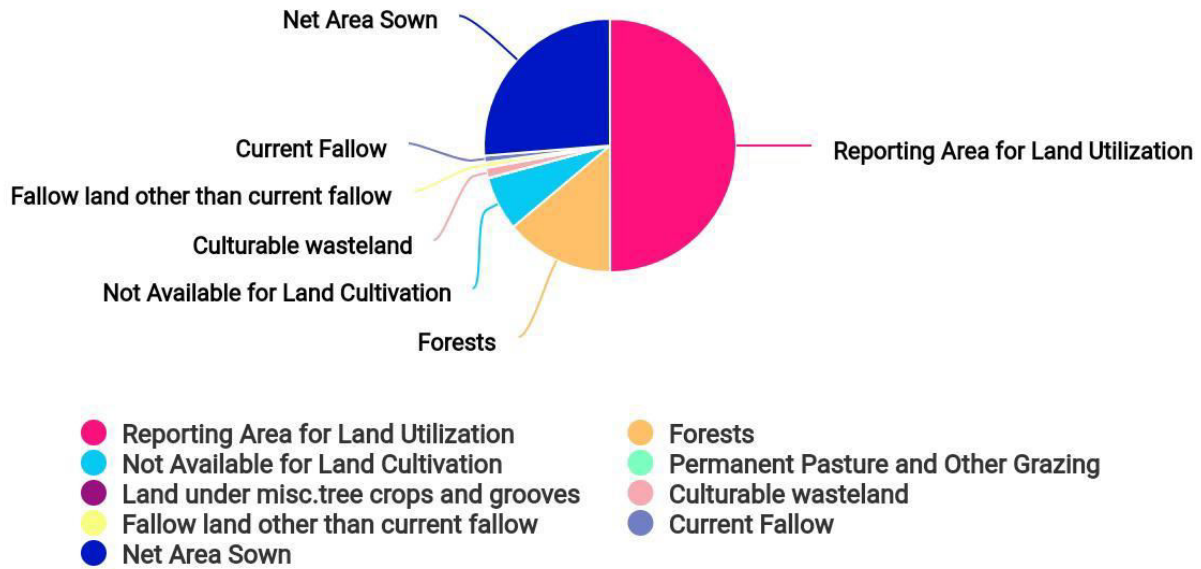 Net Area Sown
Current Fallow
Reporting Area for Land Utilization
Fallow land other than current fallow
Culturable wasteland
Not Available for Land Cultivation
Forests
Reporting Area for Land Utilization
Forests
Not Available for Land Cultivation
Permanent Pasture and Other Grazing
Land under misc.tree crops and grooves
Culturable wasteland
Fallow land other than current fallow
Current Fallow
Net Area Sown